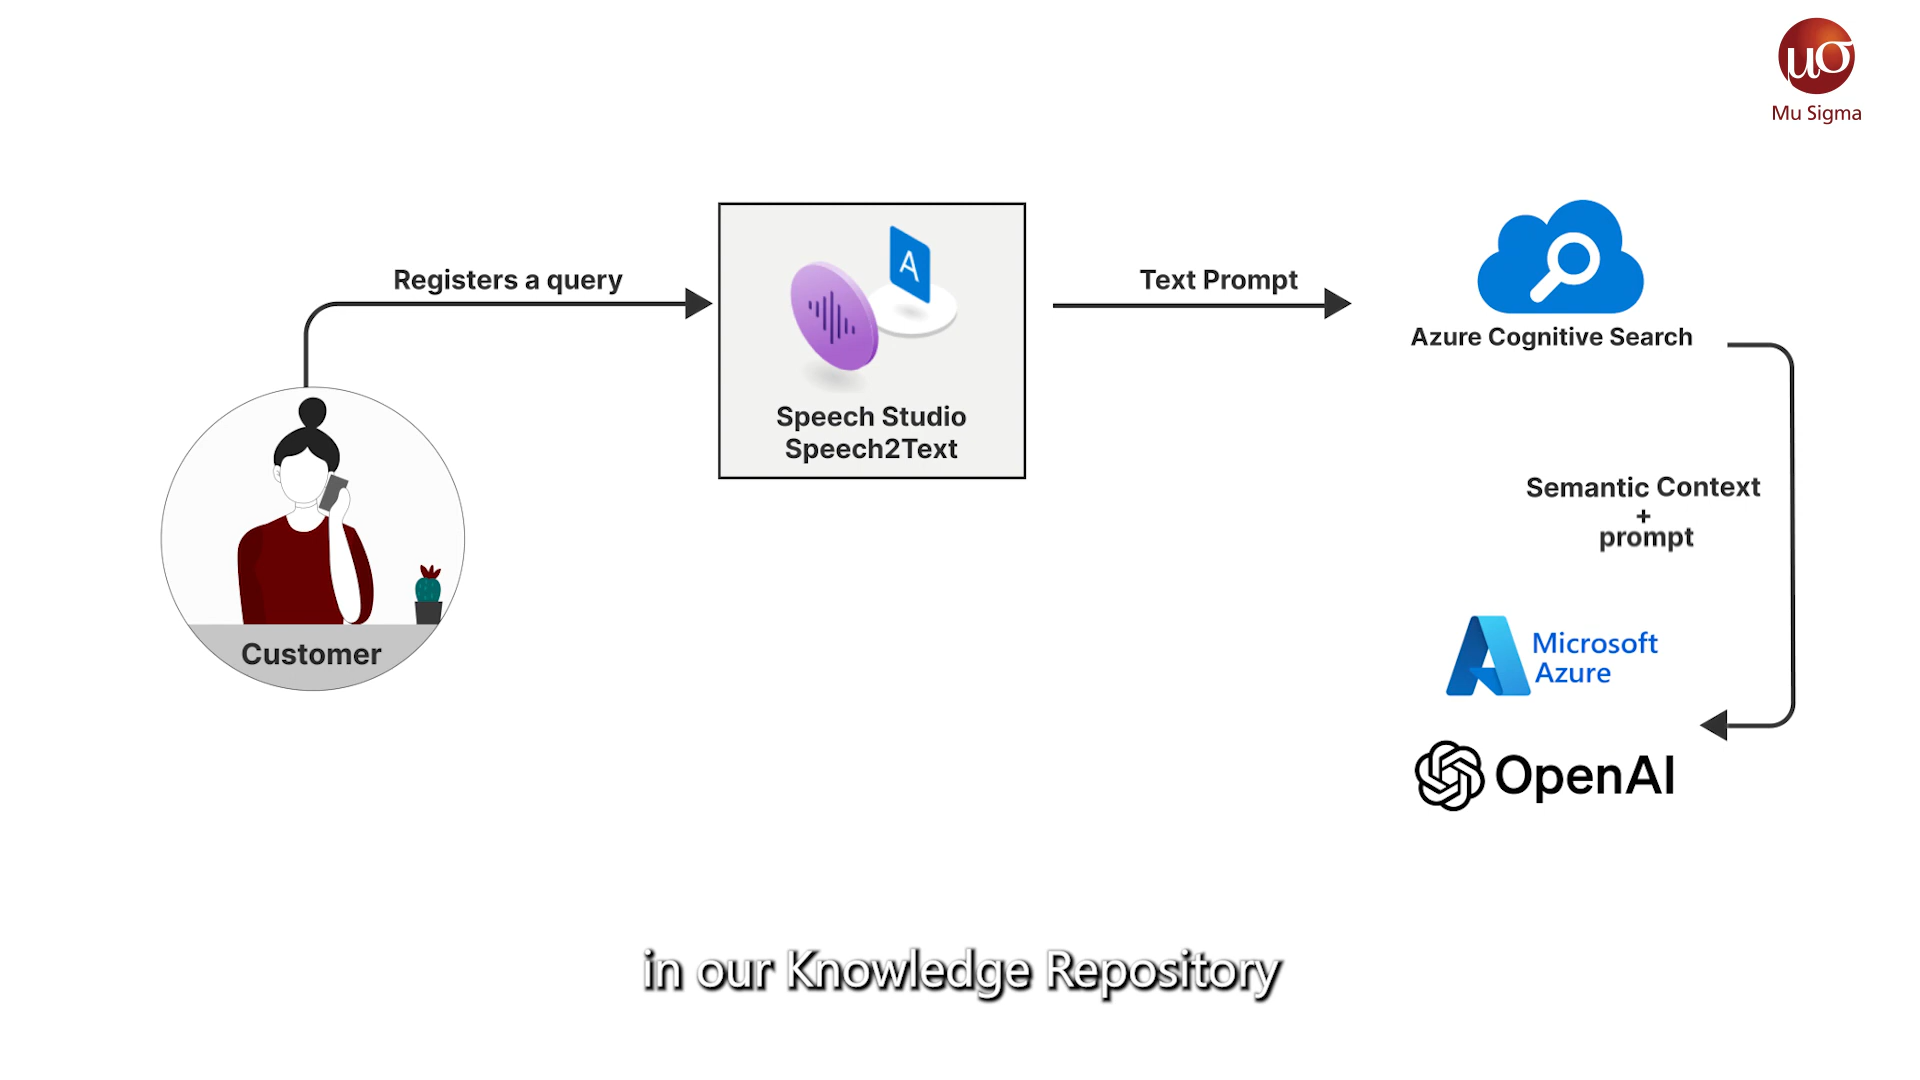 μσ
Mu Sigma
Registers a query
Text Prompt
A
Speech Studio
Speech2Text
Azure Cognitive Search
Semantic Context
+
prompt
Customer
Microsoft
Azure
OpenAI
in our Knowledge Repository